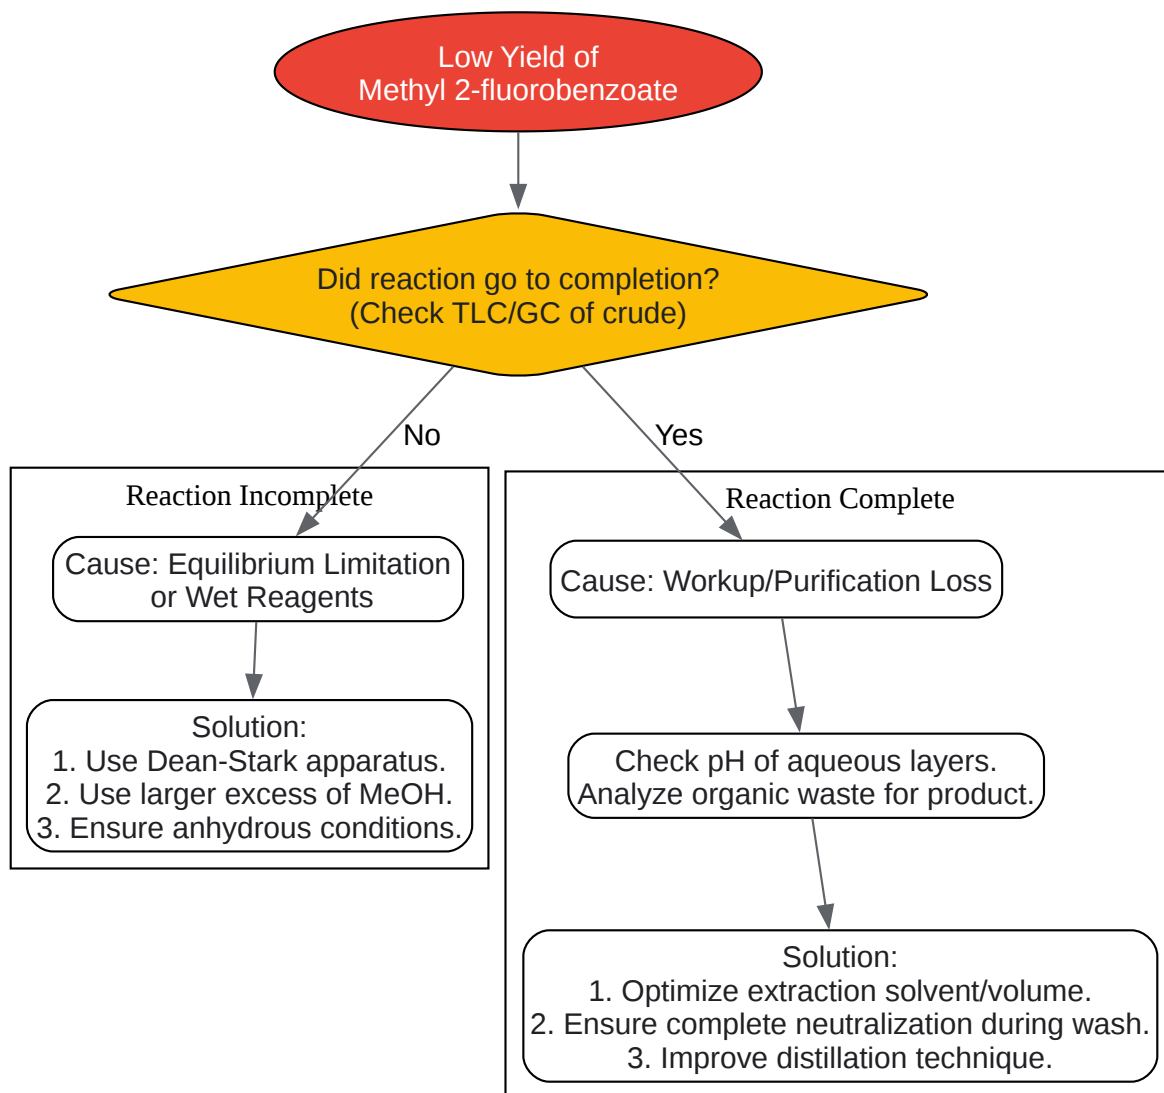 Low Yield of
Methyl 2-fluorobenzoate
Did reaction go to completion?
(Check TLC/GC of crude)
No
Yes
Reaction Incomplete
Cause: Equilibrium Limitation
or Wet Reagents
Solution:
1. Use Dean-Stark apparatus.
2. Use larger excess of MeOH.
3. Ensure anhydrous conditions.
Reaction Complete
Cause: Workup/Purification Loss
Check pH of aqueous layers.
Analyze organic waste for product.
Solution:
1. Optimize extraction solvent/volume.
2. Ensure complete neutralization during wash.
3. Improve distillation technique.